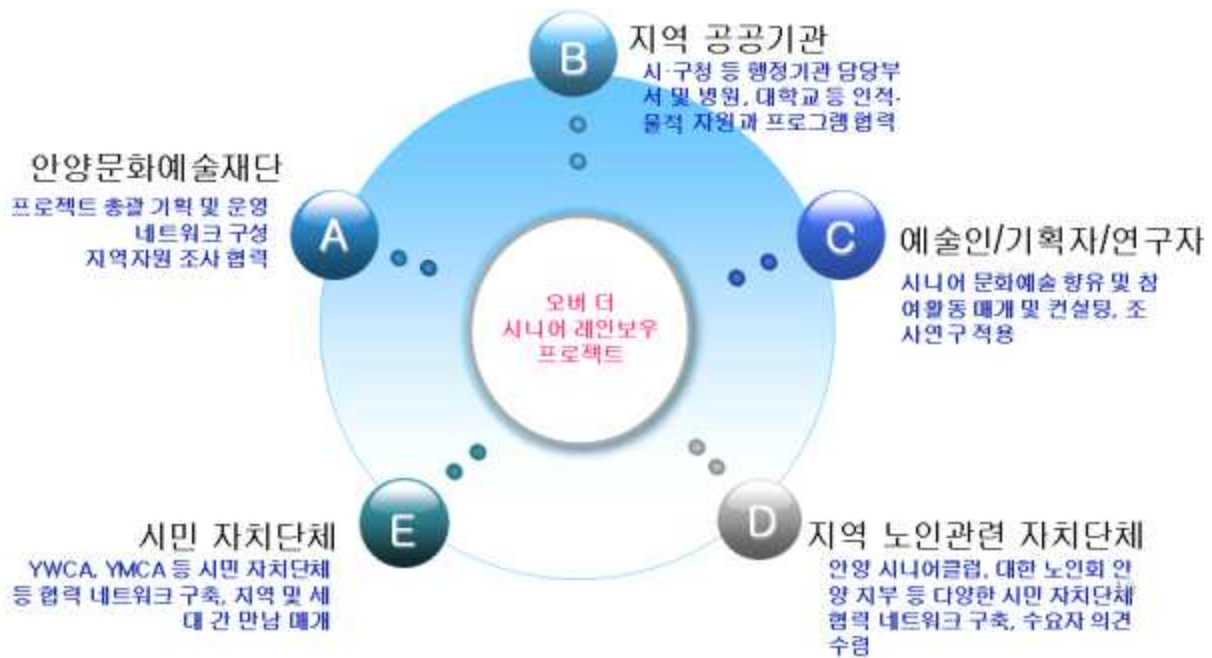 B
지역 공공기관
시·구청 등 행정기관 담당부
서 및 병원, 대학교등 인적·
물적 자원과 프로그램 협력
안양문화예술재단
프로젝트 총괄 기획 및 운영
네트워크 구성
지역자원 조사 협력
A
C
예술인/기획자/연구자
시니어 문화예술 향유 및 참
여활동 매개 및 컨설팅, 조
사연구 적용
오버 더
시니어 레인보우
프로젝트
시민 자치단체
YWCA, YMCA 등 시민 자치단체
등 협력 네트워크 구축, 지역 및 세
대 간 만남 매개
E
D
지역 노인관련 자치단체
안양 시니어클럽, 대한 노인회 안
양 지부 등 다양한 시민 자치단체
협력 네트워크 구축, 수요자 의견
수렴